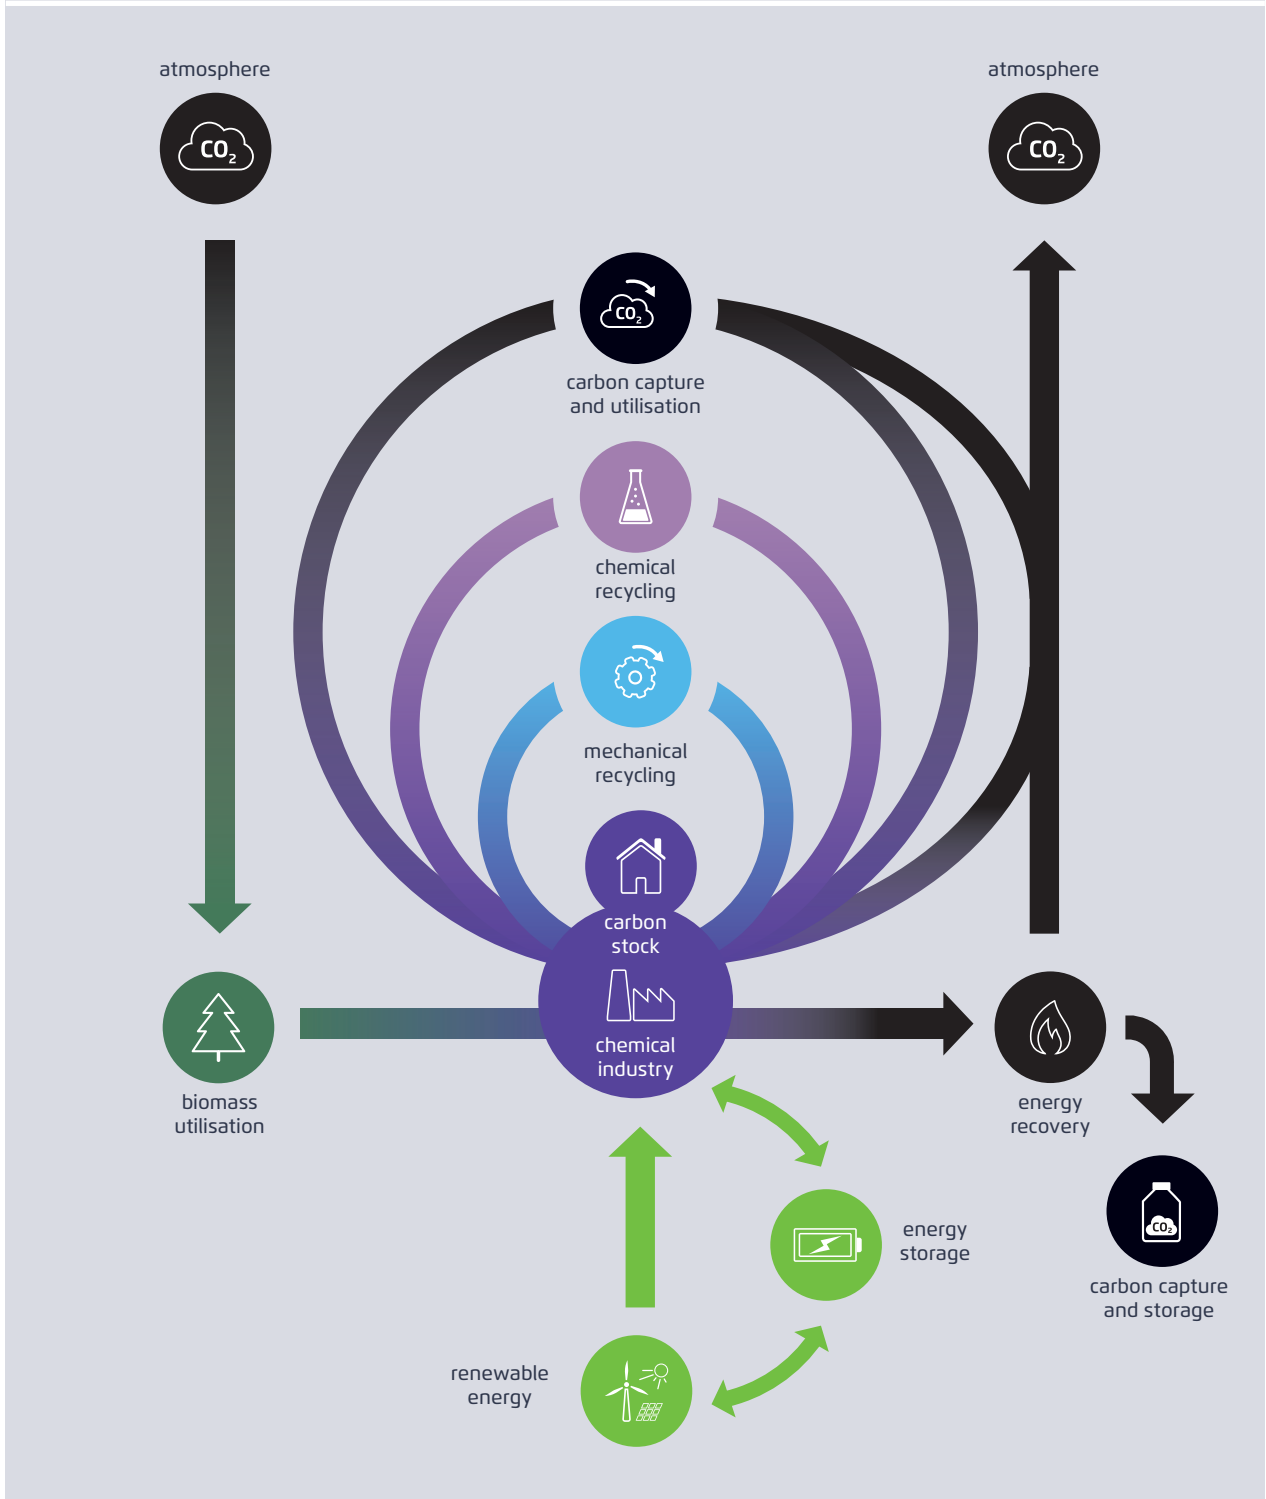 atmosphere
atmosphere
CO2
CO2
CO2
carbon capture
and utilisation
chemical
recycling
mechanical
recycling
carbon
stock
chemical
industry
biomass
utilisation
energy
recovery
CO2
energy
storage
carbon capture
and storage
renewable
energy